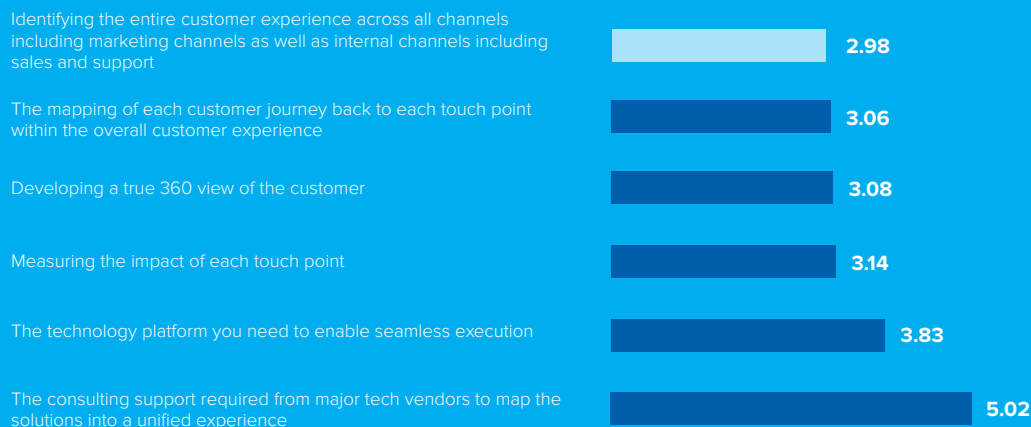 Identifying the entire customer experience across all channels
including marketing channels as well as internal channels including
sales and support
2.98
The mapping of each customer journey back to each touch point
within the overall customer experience
3.06
Developing a true 360 view of the customer
3.08
Measuring the impact of each touch point
3.14
The technology platform you need to enable seamless execution
3.83
The consulting support required from major tech vendors to map the
solutions into a unified experience
5.02